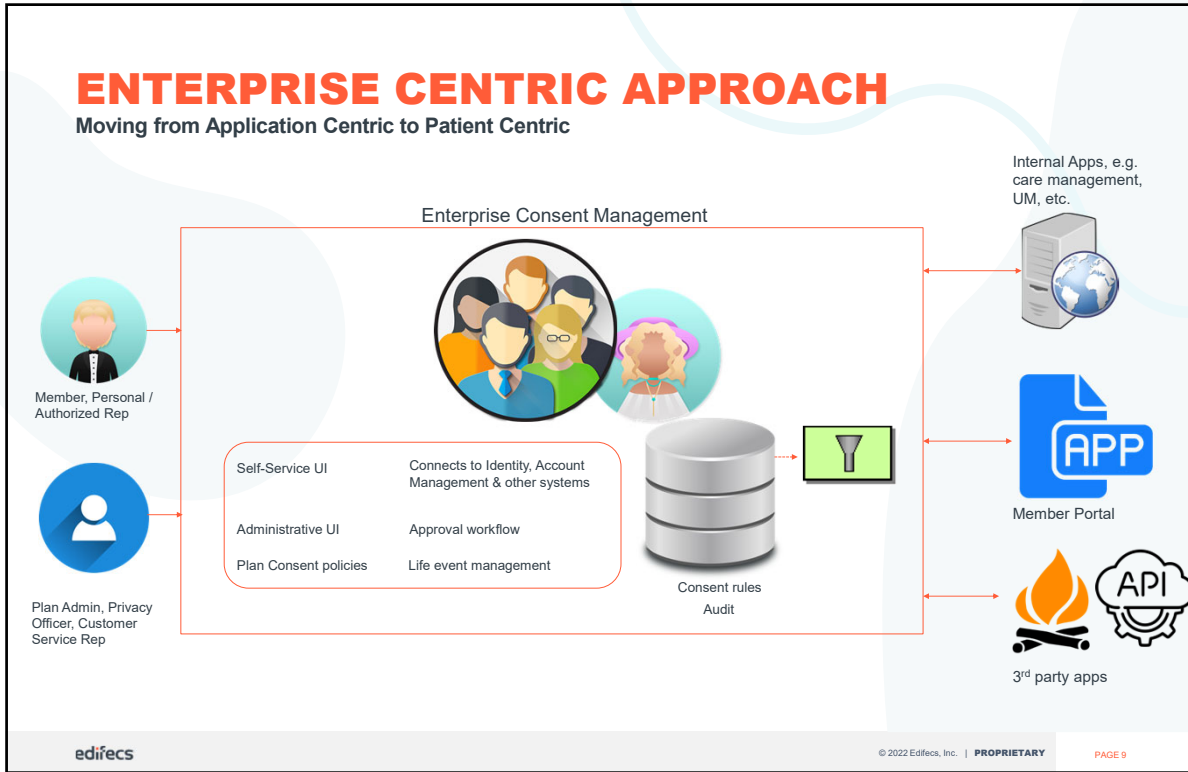 ENTERPRISE CENTRIC APPROACH
Moving from Application Centric to Patient Centric
Internal Apps, e.g.
care management,
UM, etc.
Enterprise Consent Management
Member, Personal /
Authorized Rep
Self-Service UI
Connects to Identity, Account
Management & other systems
Administrative UI
Approval workflow
Plan Consent policies
Life event management
Consent rules
Audit
APP
Member Portal
Plan Admin, Privacy
Officer, Customer
Service Rep
API
3rd party apps
edifecs
© 2022 Edifecs, Inc. | PROPRIETARY
PAGE 9